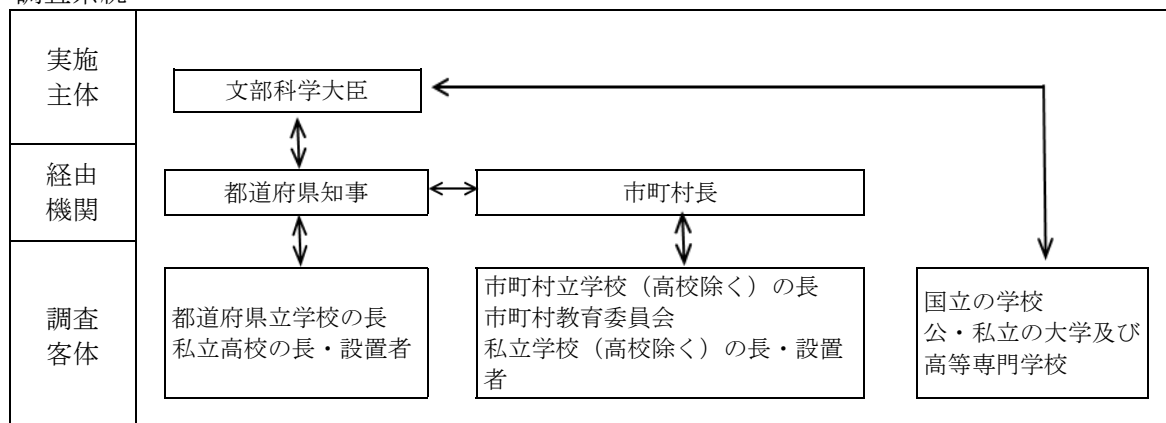 調査系統
実施
主体
文部科学大臣
経由
機関
都道府県知事
市町村長
調査
客体
都道府県立学校の長
私立高校の長・設置者
市町村立学校（高校除く）の長
市町村教育委員会
私立学校（高校除く）の長・設置
者
国立の学校
公・私立の大学及び
高等専門学校